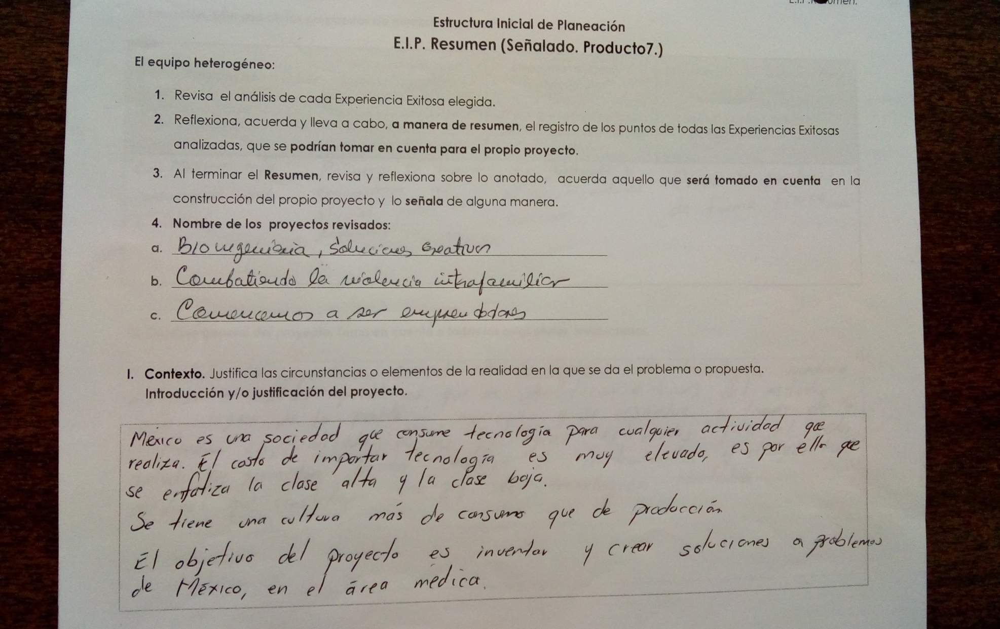 Estructura Inicial de Planeación
E.I.P. Resumen (Señalado. Producto7.)
El equipo heterogéneo:
1. Revisa el análisis de cada Experiencia Exitosa elegida.
2. Reflexiona, acuerda y lleva a cabo, a manera de resumen, el registro de los puntos de todas las Experiencias Exitosas
analizadas, que se podrían tomar en cuenta para el propio proyecto.
3. Al terminar el Resumen, revisa y reflexiona sobre lo anotado, acuerda aquello que será tomado en cuenta en la
construcción del propio proyecto y lo señala de alguna manera.
4. Nombre de los proyectos revisados:
a. Bioingeniería, Soluciones Creativas
b. Combatiendo la violencia intrafamiliar
c. Comencemos a ser emprendedores
I. Contexto. Justifica las circunstancias o elementos de la realidad en la que se da el problema o propuesta.
Introducción y/o justificación del proyecto.
México es una sociedad que consume tecnología para cualquier actividad que
realiza. El costo de importar tecnología es muy elevado, es por ello que
se enfatiza la clase alta y la clase baja.
Se tiene una cultura más de consumo que de producción
El objetivo del proyecto es inventar y crear soluciones a problemas
de México, en el área médica.